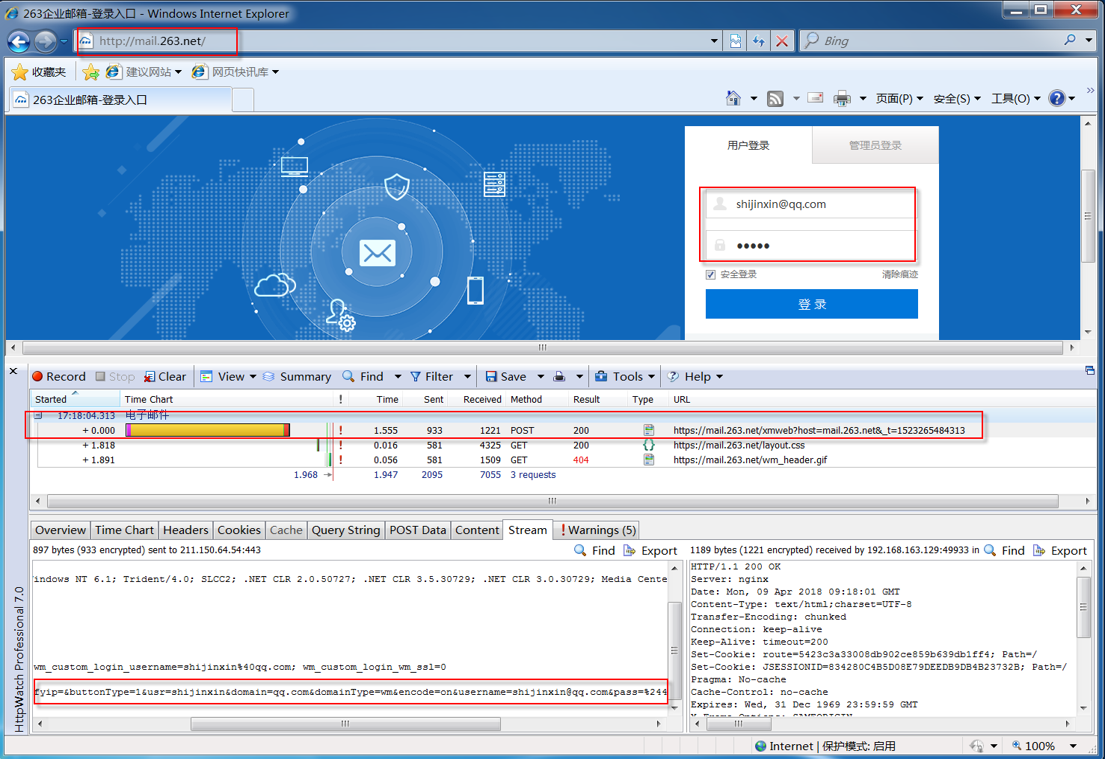 263企业邮箱-登录入口 - Windows Internet Explorer
http://mail.263.net/
Bing
收藏夹 建议网站 网页快讯库
263企业邮箱-登录入口
页面(P) 安全(S) 工具(O)
用户登录 管理员登录
shijinxin@qq.com
●●●●●
安全登录 清除痕迹
登 录
Record Stop Clear View Summary Find Filter Save Tools Help
Started Time Chart ! Time Sent Received Method Result Type URL
17:18:04.313 电子邮件
+ 0.000 ! 1.555 933 1221 POST 200 https://mail.263.net/xmweb?host=mail.263.net&_t=1523265484313
+ 1.818 ! 0.016 581 4325 GET 200 {} https://mail.263.net/layout.css
+ 1.891 ! 0.056 581 1509 GET 404 https://mail.263.net/wm_header.gif
1.968 1.947 2095 7055 3 requests
Overview Time Chart Headers Cookies Cache Query String POST Data Content Stream ! Warnings (5)
897 bytes (933 encrypted) sent to 211.150.64.54:443 Find Export
indows NT 6.1; Trident/4.0; SLCC2; .NET CLR 2.0.50727; .NET CLR 3.5.30729; .NET CLR 3.0.30729; Media Cente
wm_custom_login_username=shijinxin%40qq.com; wm_custom_login_wm_ssl=0
fyip=&buttonType=1&usr=shijinxin&domain=qq.com&domainType=wm&encode=on&username=shijinxin@qq.com&pass=%244
1189 bytes (1221 encrypted) received by 192.168.163.129:49933 in Find Export
HTTP/1.1 200 OK
Server: nginx
Date: Mon, 09 Apr 2018 09:18:01 GMT
Content-Type: text/html;charset=UTF-8
Transfer-Encoding: chunked
Connection: keep-alive
Keep-Alive: timeout=200
Set-Cookie: route=5423c3a33008db902ce859b639db1ff4; Path=/
Set-Cookie: JSESSIONID=834280C4B5D08E79DEEDB9DB4B23732B; Path=/
Pragma: No-cache
Cache-Control: no-cache
Expires: Wed, 31 Dec 1969 23:59:59 GMT
X-Frame-Options: SAMEORIGIN
HttpWatch Professional 7.0
Internet | 保护模式: 启用
100%